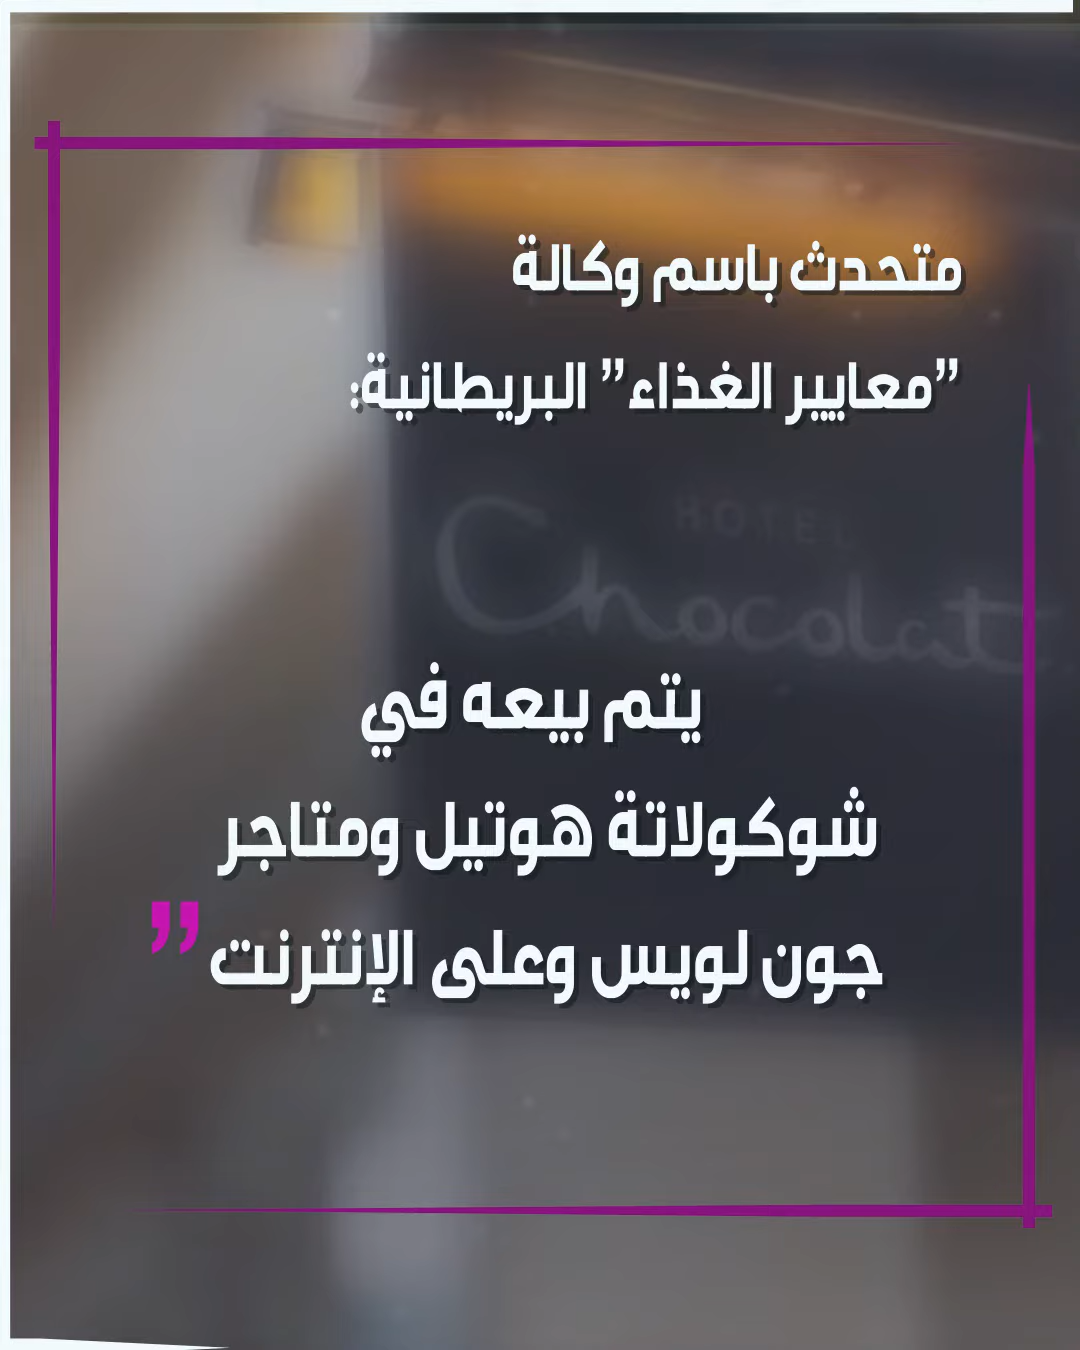 متحدث باسم وكالة
”معايير الغذاء” البريطانية:
HOTEL
Chocolat
يتم بيعه في
شوكولاتة هوتيل ومتاجر
جون لويس وعلى الإنترنت”